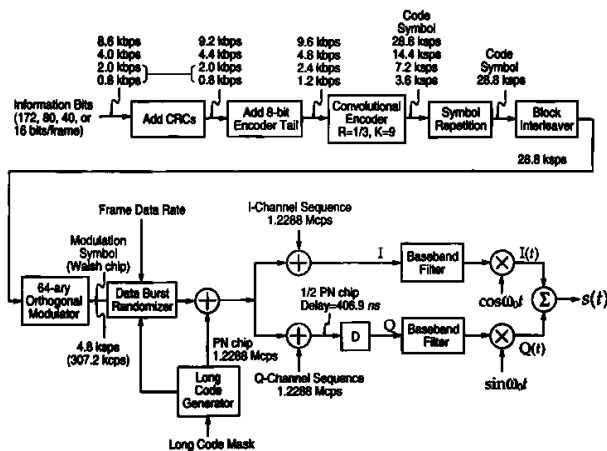 8.6 kbps
4.0 kbps
2.0 kbps
0.8 kbps
9.2 kbps
4.4 kbps
2.0 kbps
0.8 kbps
9.6 kbps
4.8 kbps
2.4 kbps
1.2 kbps
Code
Symbol
28.8 ksps
14.4 ksps
7.2 ksps
3.6 ksps
Code
Symbol
28.8 ksps
Information Bits
(172, 80, 40, or
16 bits/frame)
Add CRCs
Add 8-bit
Encoder Tail
Convolutional
Encoder
R=1/3, K=9
Symbol
Repetition
Block
Interleaver
28.8 ksps
Frame Data Rate
I-Channel Sequence
1.2288 Mcps
Modulation
Symbol
(Walsh chip)
64-ary
Orthogonal
Modulator
Data Burst
Randomizer
4.8 ksps
(307.2 kcps)
PN chip
1.2288 Mcps
Long
Code
Generator
Long Code Mask
1/2 PN chip
Delay=406.9 ns
D
Q-Channel Sequence
1.2288 Mcps
I
Baseband
Filter
I(t)
cosω₀t
Q
Baseband
Filter
Q(t)
sinω₀t
Σ
s(t)